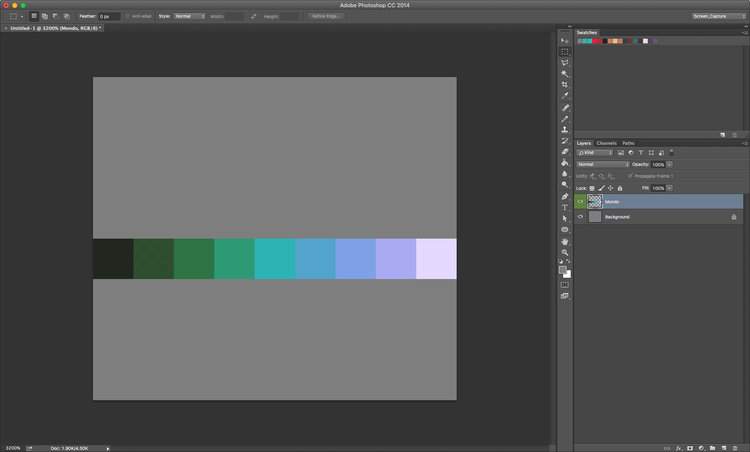 Adobe Photoshop CC 2014
Feather: 0 px Anti-alias Style: Normal Width: Height: Refine Edge... Screen_Capture
× Untitled-1 @ 3200% (Mondo, RGB/8) *
Swatches
Layers Channels Paths
Kind
Normal Opacity: 100%
Unify: Propagate Frame 1
Lock: Fill: 100%
Mondo
Background
3200% Doc: 1.90K/4.50K